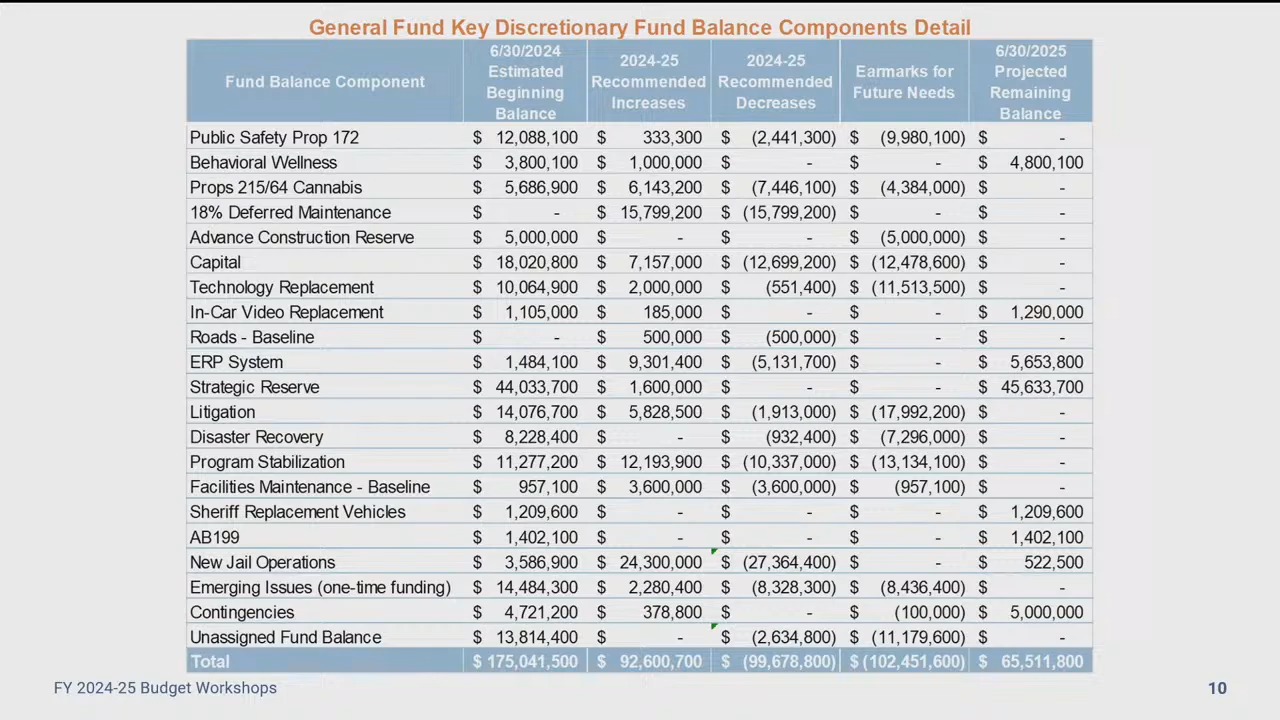 General Fund Key Discretionary Fund Balance Components Detail
Fund Balance Component 6/30/2024 Estimated Beginning Balance 2024-25 Recommended Increases 2024-25 Recommended Decreases Earmarks for Future Needs 6/30/2025 Projected Remaining Balance
Public Safety Prop 172 $ 12,088,100 $ 333,300 $ (2,441,300) $ (9,980,100) $ -
Behavioral Wellness $ 3,800,100 $ 1,000,000 $ - $ - $ 4,800,100
Props 215/64 Cannabis $ 5,686,900 $ 6,143,200 $ (7,446,100) $ (4,384,000) $ -
18% Deferred Maintenance $ - $ 15,799,200 $ (15,799,200) $ - $ -
Advance Construction Reserve $ 5,000,000 $ - $ - $ (5,000,000) $ -
Capital $ 18,020,800 $ 7,157,000 $ (12,699,200) $ (12,478,600) $ -
Technology Replacement $ 10,064,900 $ 2,000,000 $ (551,400) $ (11,513,500) $ -
In-Car Video Replacement $ 1,105,000 $ 185,000 $ - $ - $ 1,290,000
Roads - Baseline $ - $ 500,000 $ (500,000) $ - $ -
ERP System $ 1,484,100 $ 9,301,400 $ (5,131,700) $ - $ 5,653,800
Strategic Reserve $ 44,033,700 $ 1,600,000 $ - $ - $ 45,633,700
Litigation $ 14,076,700 $ 5,828,500 $ (1,913,000) $ (17,992,200) $ -
Disaster Recovery $ 8,228,400 $ - $ (932,400) $ (7,296,000) $ -
Program Stabilization $ 11,277,200 $ 12,193,900 $ (10,337,000) $ (13,134,100) $ -
Facilities Maintenance - Baseline $ 957,100 $ 3,600,000 $ (3,600,000) $ (957,100) $ -
Sheriff Replacement Vehicles $ 1,209,600 $ - $ - $ - $ 1,209,600
AB199 $ 1,402,100 $ - $ - $ - $ 1,402,100
New Jail Operations $ 3,586,900 $ 24,300,000 $ (27,364,400) $ - $ 522,500
Emerging Issues (one-time funding) $ 14,484,300 $ 2,280,400 $ (8,328,300) $ (8,436,400) $ -
Contingencies $ 4,721,200 $ 378,800 $ - $ (100,000) $ 5,000,000
Unassigned Fund Balance $ 13,814,400 $ - $ (2,634,800) $ (11,179,600) $ -
Total $ 175,041,500 $ 92,600,700 $ (99,678,800) $ (102,451,600) $ 65,511,800
FY 2024-25 Budget Workshops 10